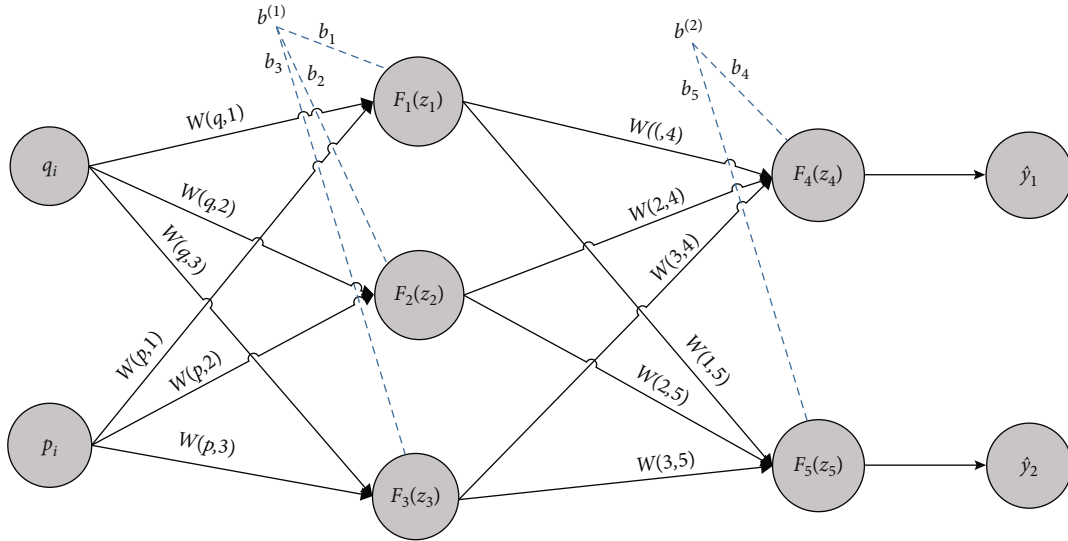 b⁽¹⁾
b₁
b₃
b₂
b⁽²⁾
b₄
b₅
F₁(z₁)
W(q,1)
W((,4)
qᵢ
F₄(z₄)
ŷ₁
W(q,2)
W(2,4)
W(q,3)
W(3,4)
F₂(z₂)
W(p,1)
W(p,2)
W(1,5)
W(2,5)
pᵢ
W(p,3)
W(3,5)
F₅(z₅)
ŷ₂
F₃(z₃)